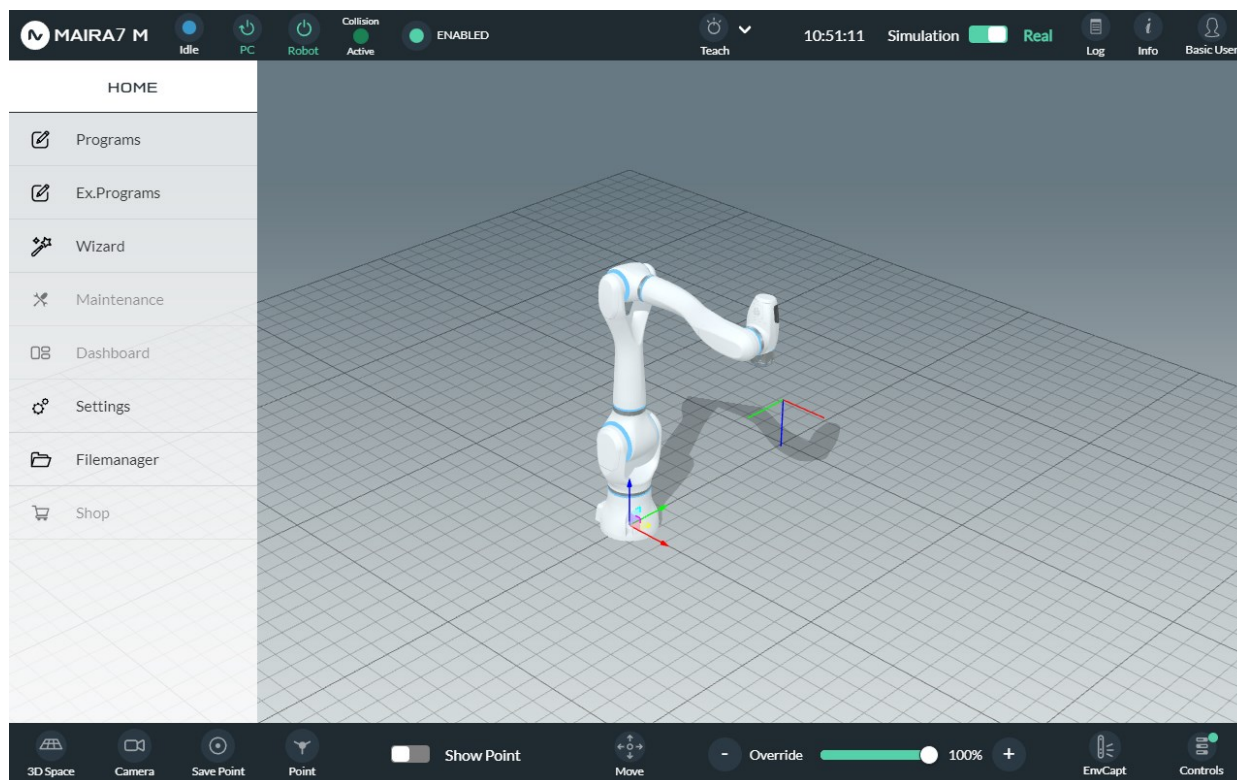 MAIRA7 M
Idle
PC
Robot
Collision
Active
ENABLED
Teach
10:51:11
Simulation
Real
Log
Info
Basic User
HOME
Programs
Ex.Programs
Wizard
Maintenance
Dashboard
Settings
Filemanager
Shop
3D Space
Camera
Save Point
Point
Show Point
Move
- Override 100% +
EnvCapt
Controls